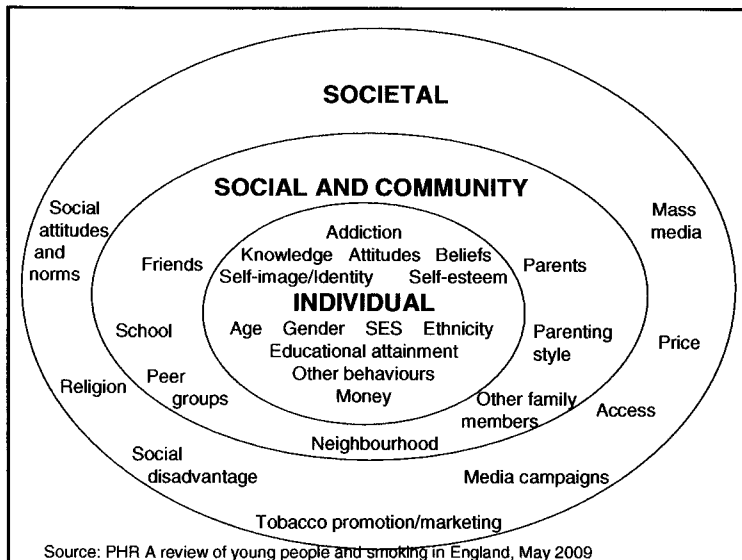 SOCIETAL
SOCIAL AND COMMUNITY
Social
attitudes
and
norms
Mass
media
Addiction
Knowledge Attitudes Beliefs
Self-image/Identity Self-esteem
Friends
Parents
INDIVIDUAL
Age Gender SES Ethnicity
Educational attainment
Other behaviours
Money
School
Parenting
style
Price
Religion
Peer
groups
Other family
members
Access
Neighbourhood
Social
disadvantage
Media campaigns
Tobacco promotion/marketing
Source: PHR A review of young people and smoking in England, May 2009